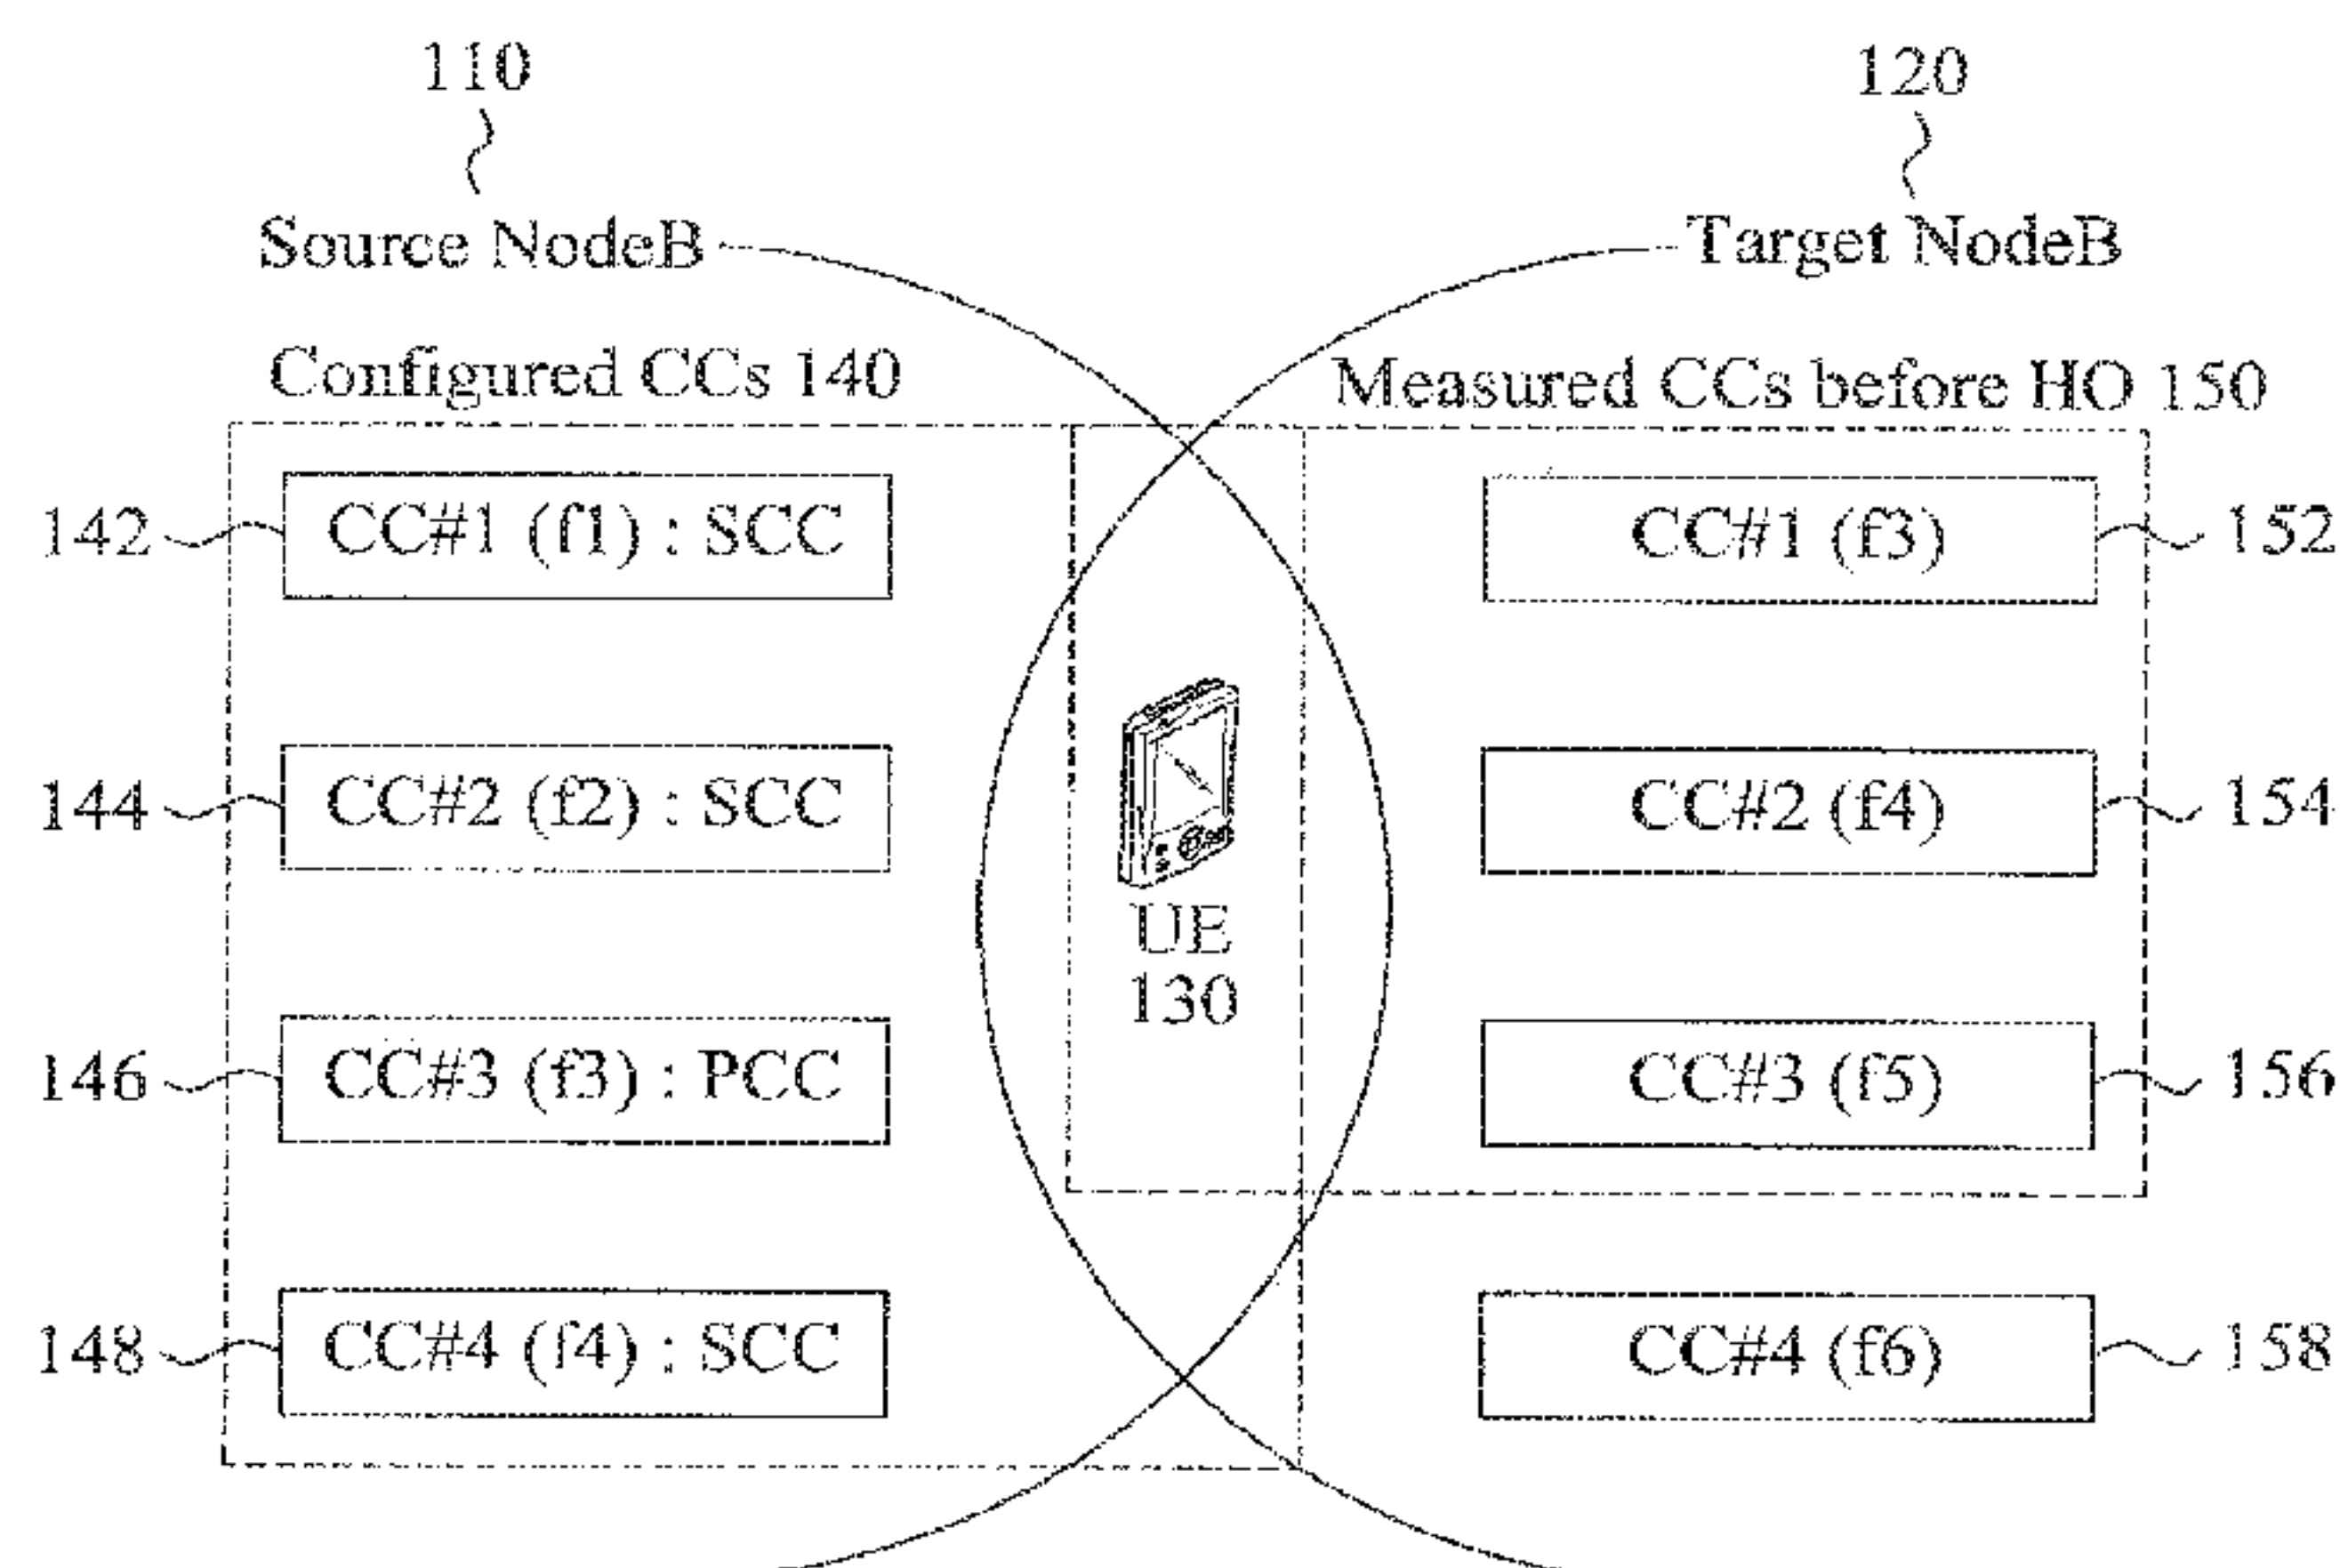 110
120
Source NodeB
Target NodeB
Configured CCs 140
Measured CCs before HO 150
142
CC#1 (f1) : SCC
CC#1 (f3)
152
144
CC#2 (f2) : SCC
CC#2 (f4)
154
UE
130
146
CC#3 (f3) : PCC
CC#3 (f5)
156
148
CC#4 (f4) : SCC
CC#4 (f6)
158